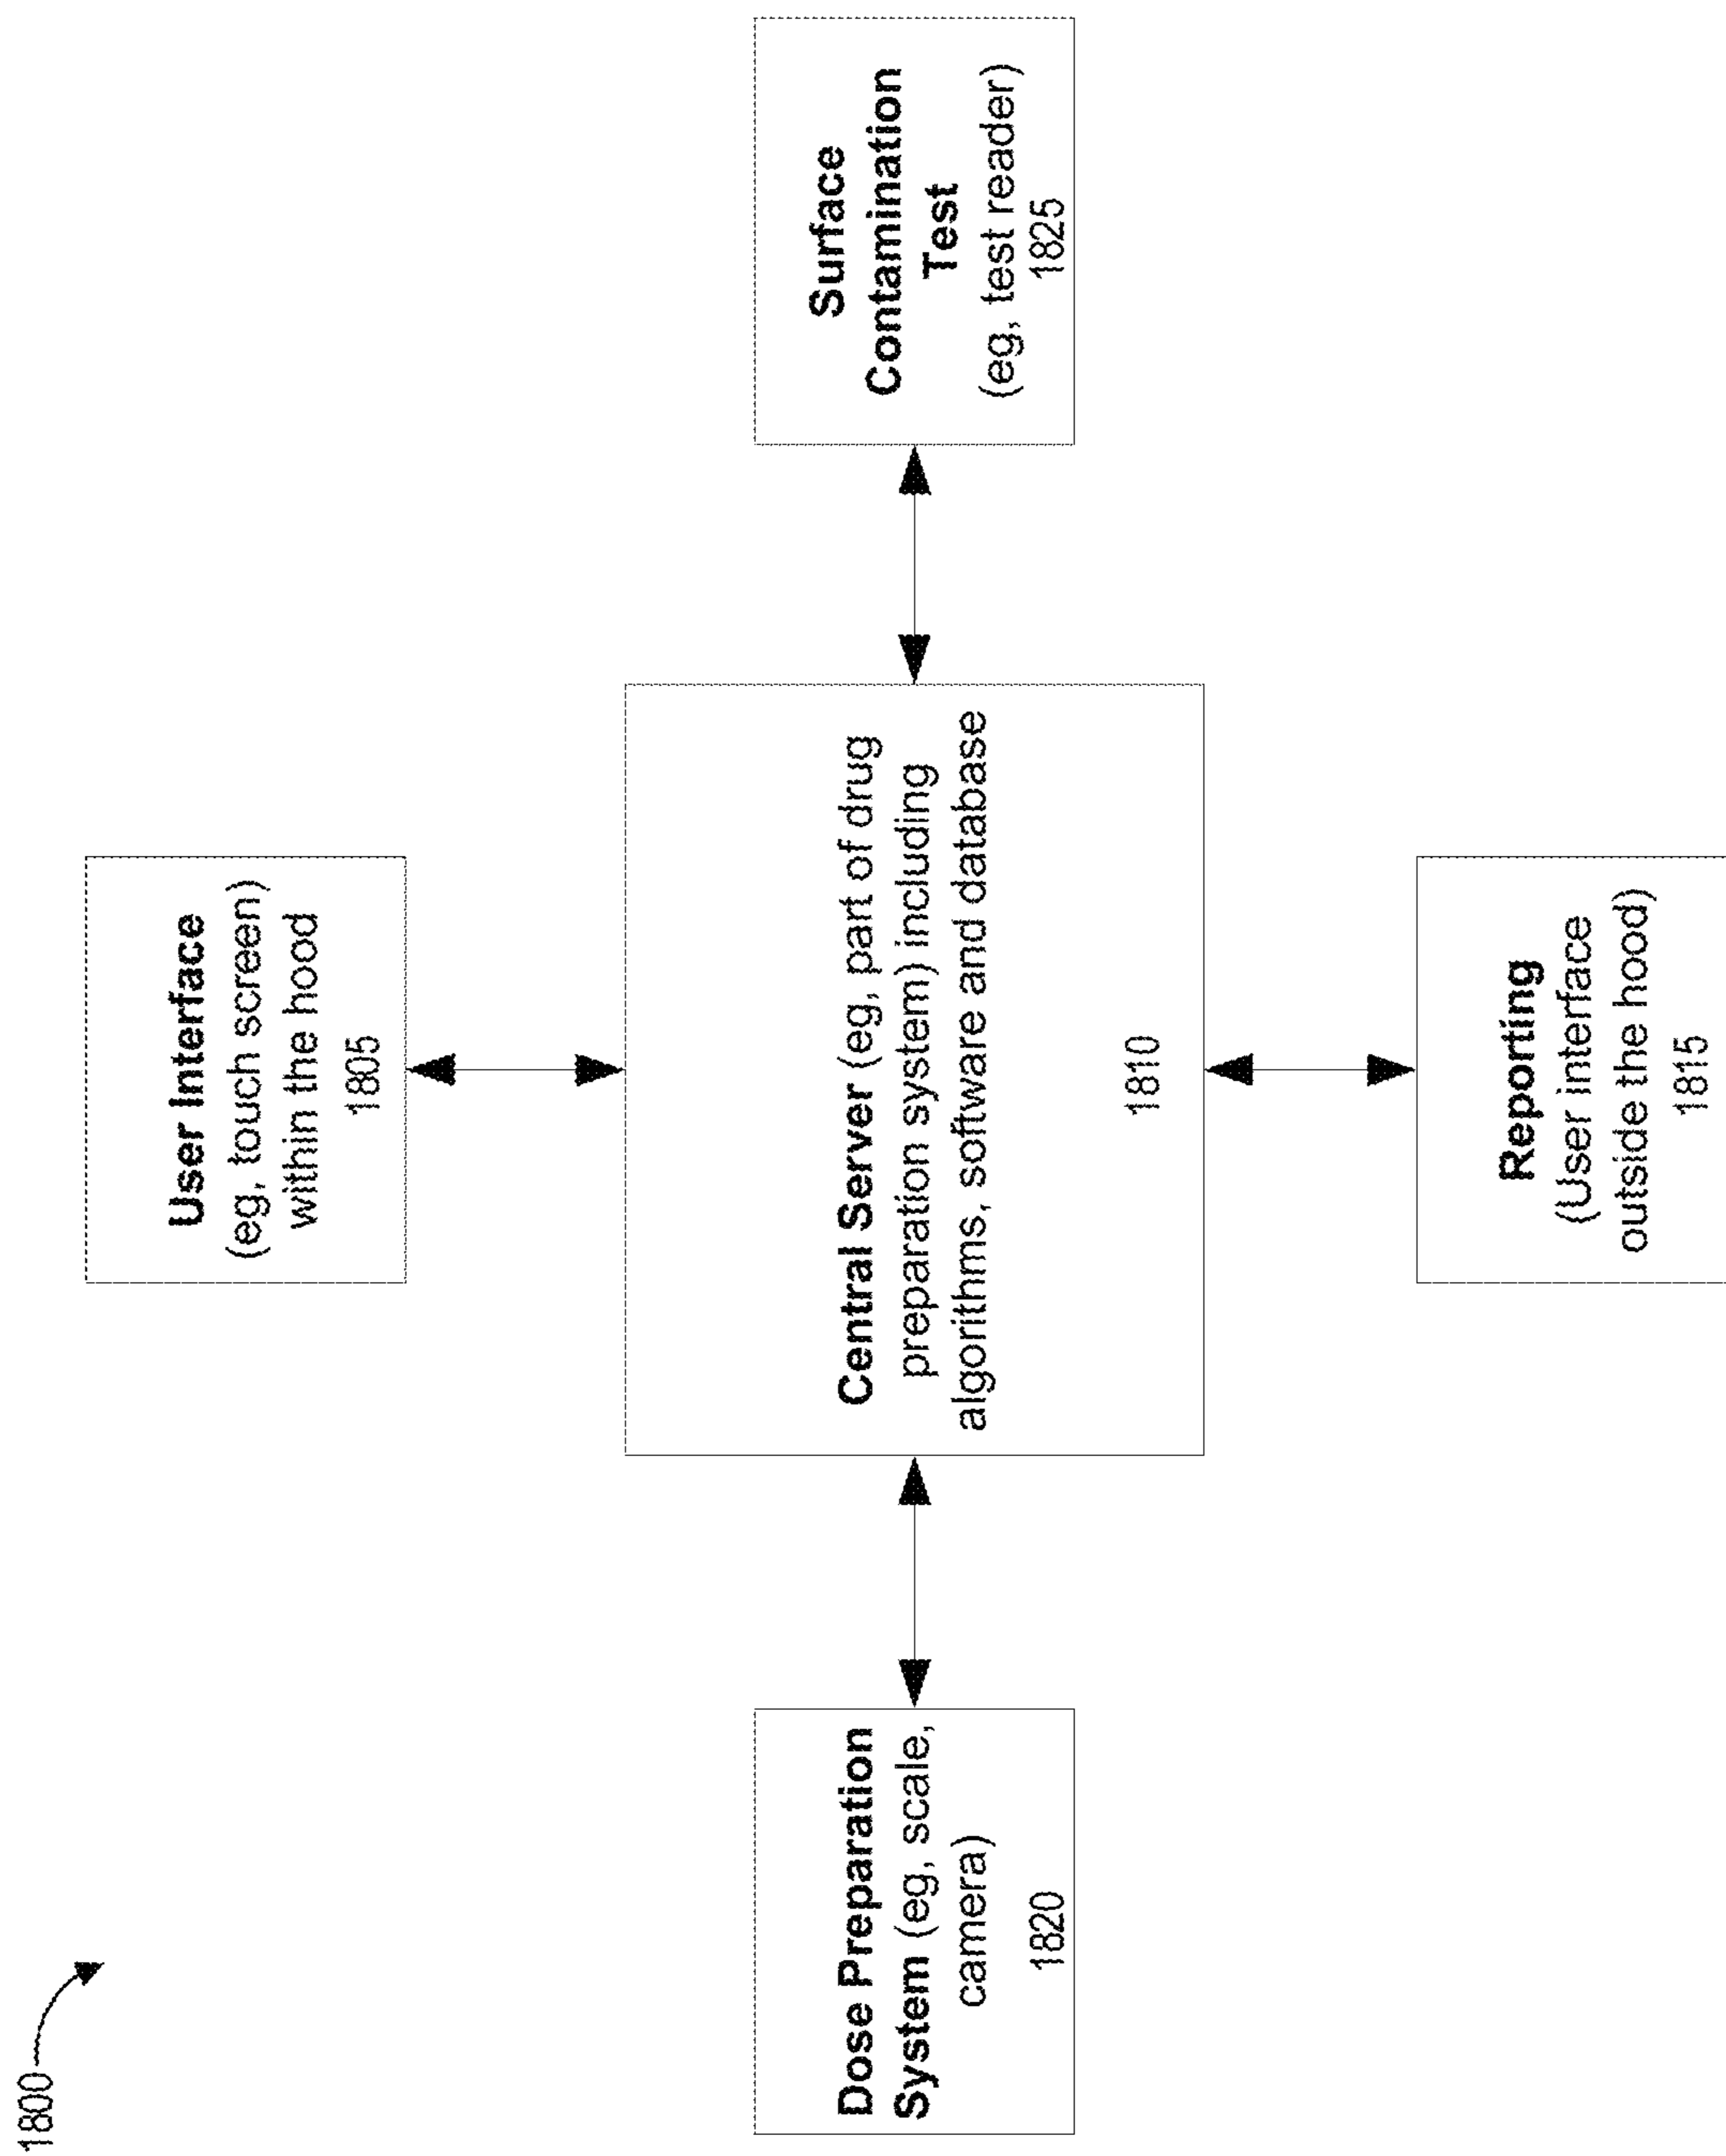 1800
User Interface
(eg, touch screen)
within the hood
1805
Dose Preparation
System (eg, scale,
camera)
1820
Central Server (eg, part of drug
preparation system) including
algorithms, software and database
1810
Surface
Contamination
Test
(eg, test reader)
1825
Reporting
(User interface
outside the hood)
1815